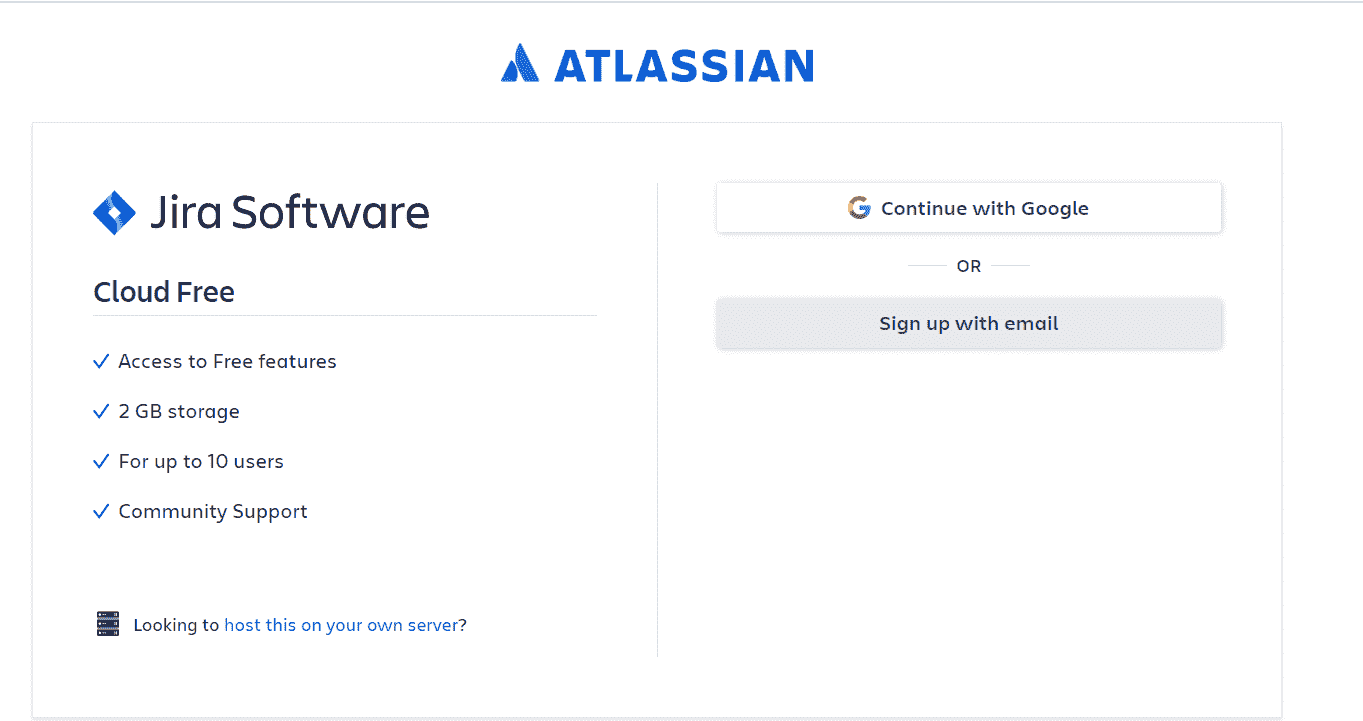 ATLASSIAN
Jira Software
Cloud Free
Access to Free features
2 GB storage
For up to 10 users
Community Support
Looking to host this on your own server?
Continue with Google
OR
Sign up with email